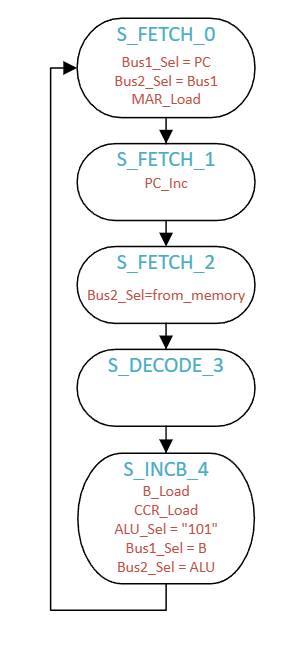 S_FETCH_0
Bus1_Sel = PC
Bus2_Sel = Bus1
MAR_Load
S_FETCH_1
PC_Inc
S_FETCH_2
Bus2_Sel=from_memory
S_DECODE_3
S_INCB_4
B_Load
CCR_Load
ALU_Sel = "101"
Bus1_Sel = B
Bus2_Sel = ALU